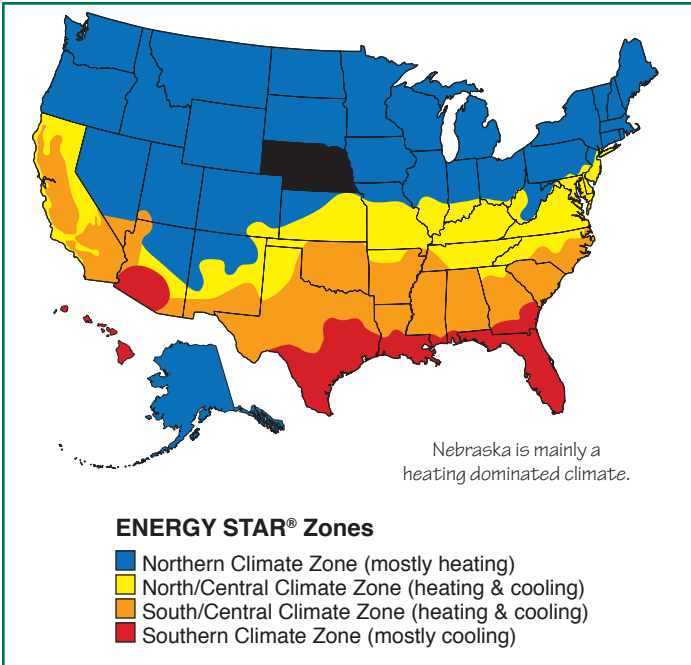 Nebraska is mainly a
heating dominated climate.
ENERGY STAR® Zones
Northern Climate Zone (mostly heating)
North/Central Climate Zone (heating & cooling)
South/Central Climate Zone (heating & cooling)
Southern Climate Zone (mostly cooling)